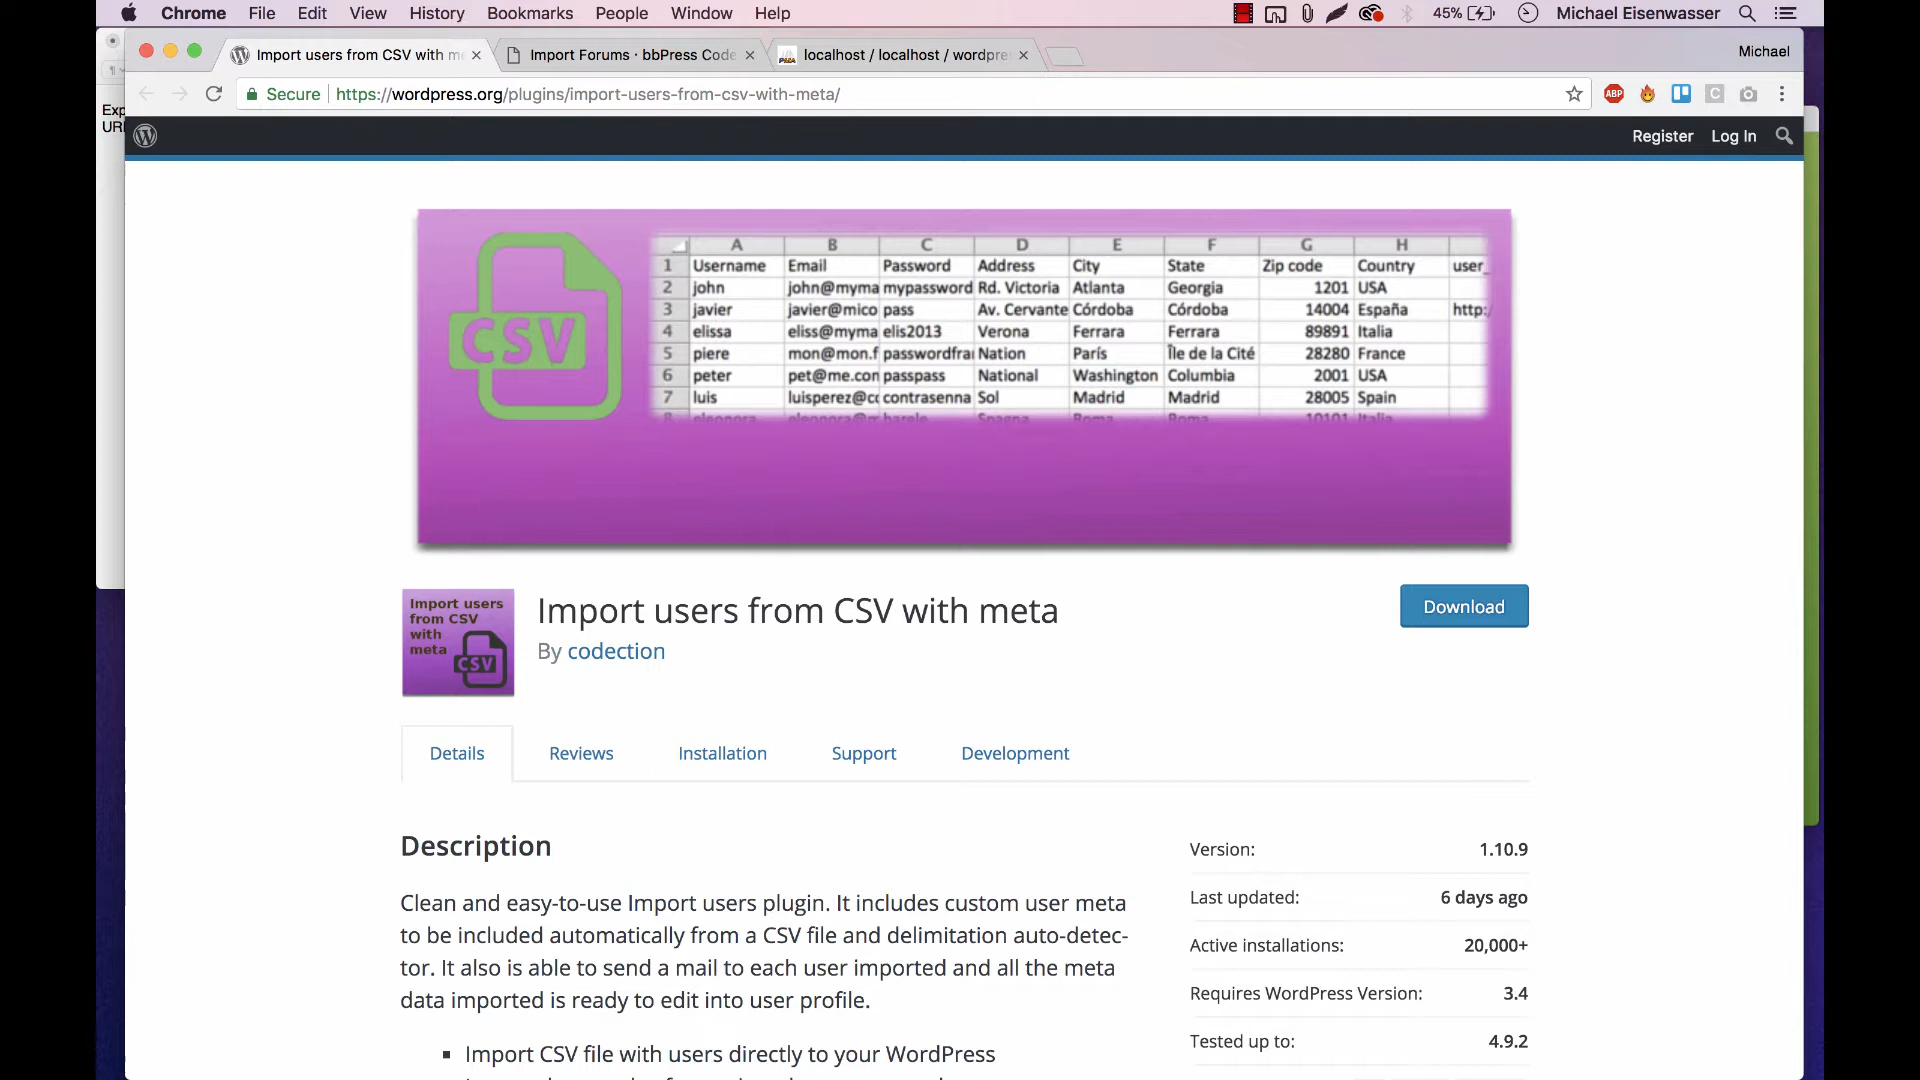 Chrome File Edit View History Bookmarks People Window Help 45% Michael Eisenwasser
Import users from CSV with me Import Forums · bbPress Code localhost / localhost / wordpre Michael
Secure https://wordpress.org/plugins/import-users-from-csv-with-meta/ ABP C
Exp
URL
Register Log In
A B C D E F G H
1 Username Email Password Address City State Zip code Country user_
2 john john@myma mypassword Rd. Victoria Atlanta Georgia 1201 USA
3 javier javier@mico pass Av. Cervante Córdoba Córdoba 14004 España http:/
4 elissa eliss@myma elis2013 Verona Ferrara Ferrara 89891 Italia
5 piere mon@mon.f passwordfra Nation París Île de la Cité 28280 France
6 peter pet@me.con passpass National Washington Columbia 2001 USA
7 luis luisperez@co contrasenna Sol Madrid Madrid 28005 Spain
CSV
Import users
from CSV
with
meta
CSV
Import users from CSV with meta
By codection
Download
Details Reviews Installation Support Development
Description
Clean and easy-to-use Import users plugin. It includes custom user meta
to be included automatically from a CSV file and delimitation auto-detec-
tor. It also is able to send a mail to each user imported and all the meta
data imported is ready to edit into user profile.
▪ Import CSV file with users directly to your WordPress
Version: 1.10.9
Last updated: 6 days ago
Active installations: 20,000+
Requires WordPress Version: 3.4
Tested up to: 4.9.2